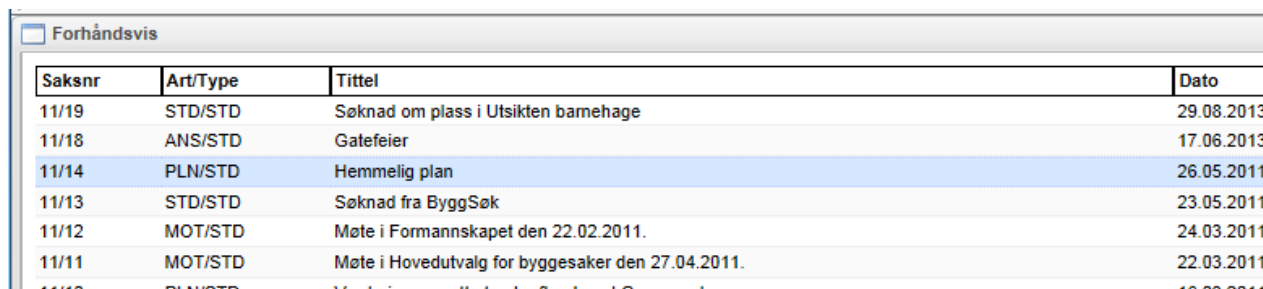 Forhåndsvis
Saksnr Art/Type Tittel Dato
11/19 STD/STD Søknad om plass i Utsikten barnehage 29.08.2013
11/18 ANS/STD Gatefeier 17.06.2013
11/14 PLN/STD Hemmelig plan 26.05.2011
11/13 STD/STD Søknad fra ByggSøk 23.05.2011
11/12 MOT/STD Møte i Formannskapet den 22.02.2011. 24.03.2011
11/11 MOT/STD Møte i Hovedutvalg for byggesaker den 27.04.2011. 22.03.2011